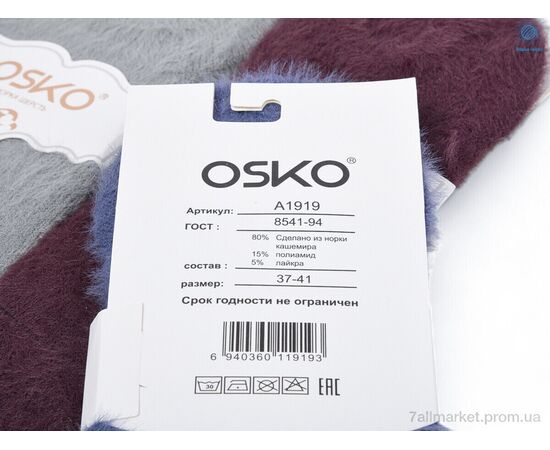 OSKO
ШЕРСТЬ
OSKO®
Артикул: A1919
ГОСТ : 8541-94
80% Сделано из норки
кашемира
15% полиамид
состав : 5% лайкра
размер: 37-41
Срок годности не ограничен
6 940360 119193
30
EAC
7allmarket.prom.ua